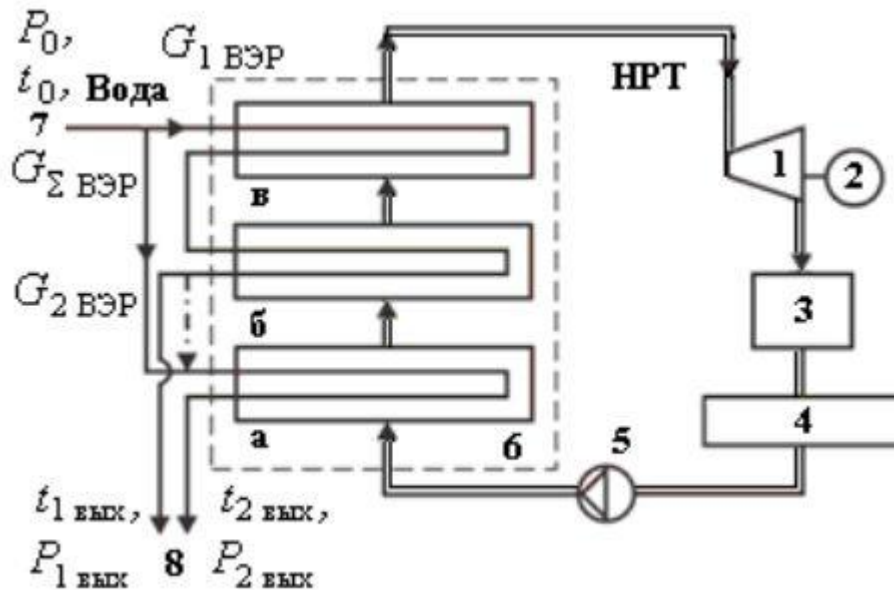 P₀,
t₀, Вода
7
G₁ ВЭР
НРТ
1
2
G_Σ ВЭР
в
G₂ ВЭР
б
3
а
6
5
4
t₁ вых,
t₂ вых,
P₁ вых
8
P₂ вых